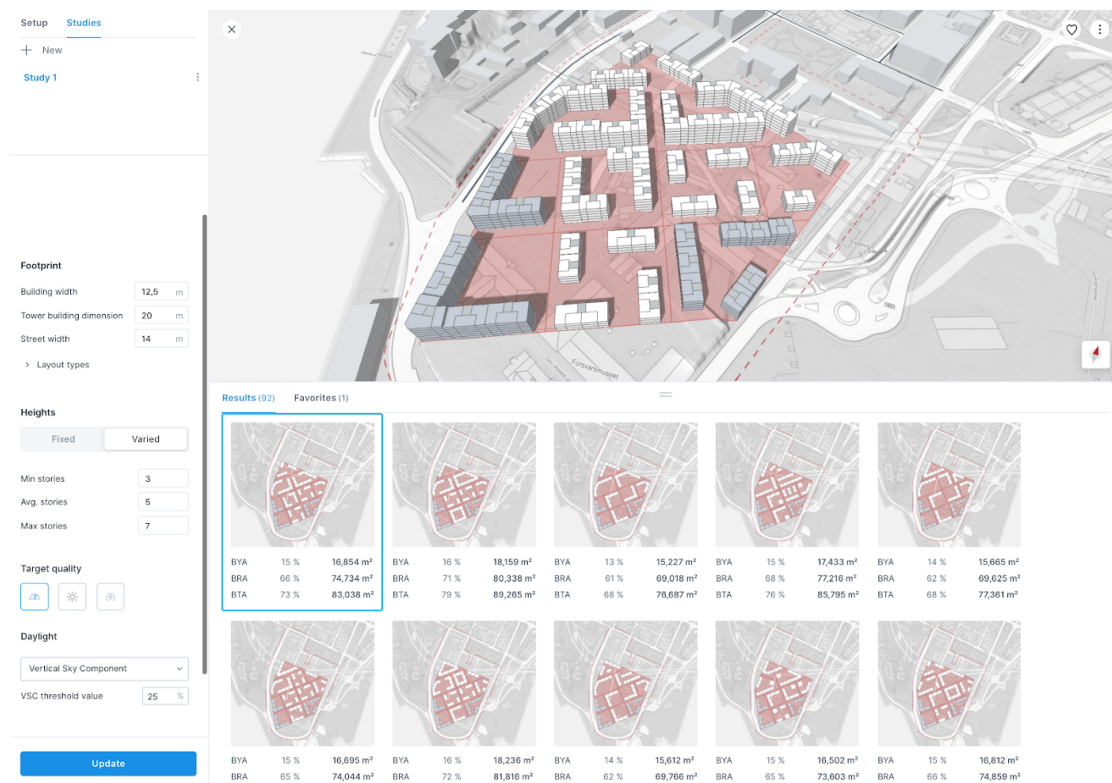 Setup Studies
New
Study 1
Footprint
Building width 12,5 m
Tower building dimension 20 m
Street width 14 m
Layout types
Heights
Fixed Varied
Min stories 3
Avg. stories 5
Max stories 7
Target quality
Daylight
Vertical Sky Component
VSC threshold value 25 %
Update
Forsvarsmuseet
Results (92) Favorites (1)
BYA 15 % 16,854 m²
BRA 66 % 74,734 m²
BTA 73 % 83,038 m²
BYA 16 % 18,159 m²
BRA 71 % 80,338 m²
BTA 79 % 89,265 m²
BYA 13 % 15,227 m²
BRA 61 % 69,018 m²
BTA 68 % 76,687 m²
BYA 15 % 17,433 m²
BRA 68 % 77,216 m²
BTA 76 % 85,795 m²
BYA 14 % 15,665 m²
BRA 62 % 69,625 m²
BTA 68 % 77,361 m²
BYA 15 % 16,695 m²
BRA 65 % 74,044 m²
BYA 16 % 18,236 m²
BRA 72 % 81,816 m²
BYA 14 % 15,612 m²
BRA 62 % 69,766 m²
BYA 15 % 16,502 m²
BRA 65 % 73,603 m²
BYA 15 % 16,812 m²
BRA 66 % 74,859 m²